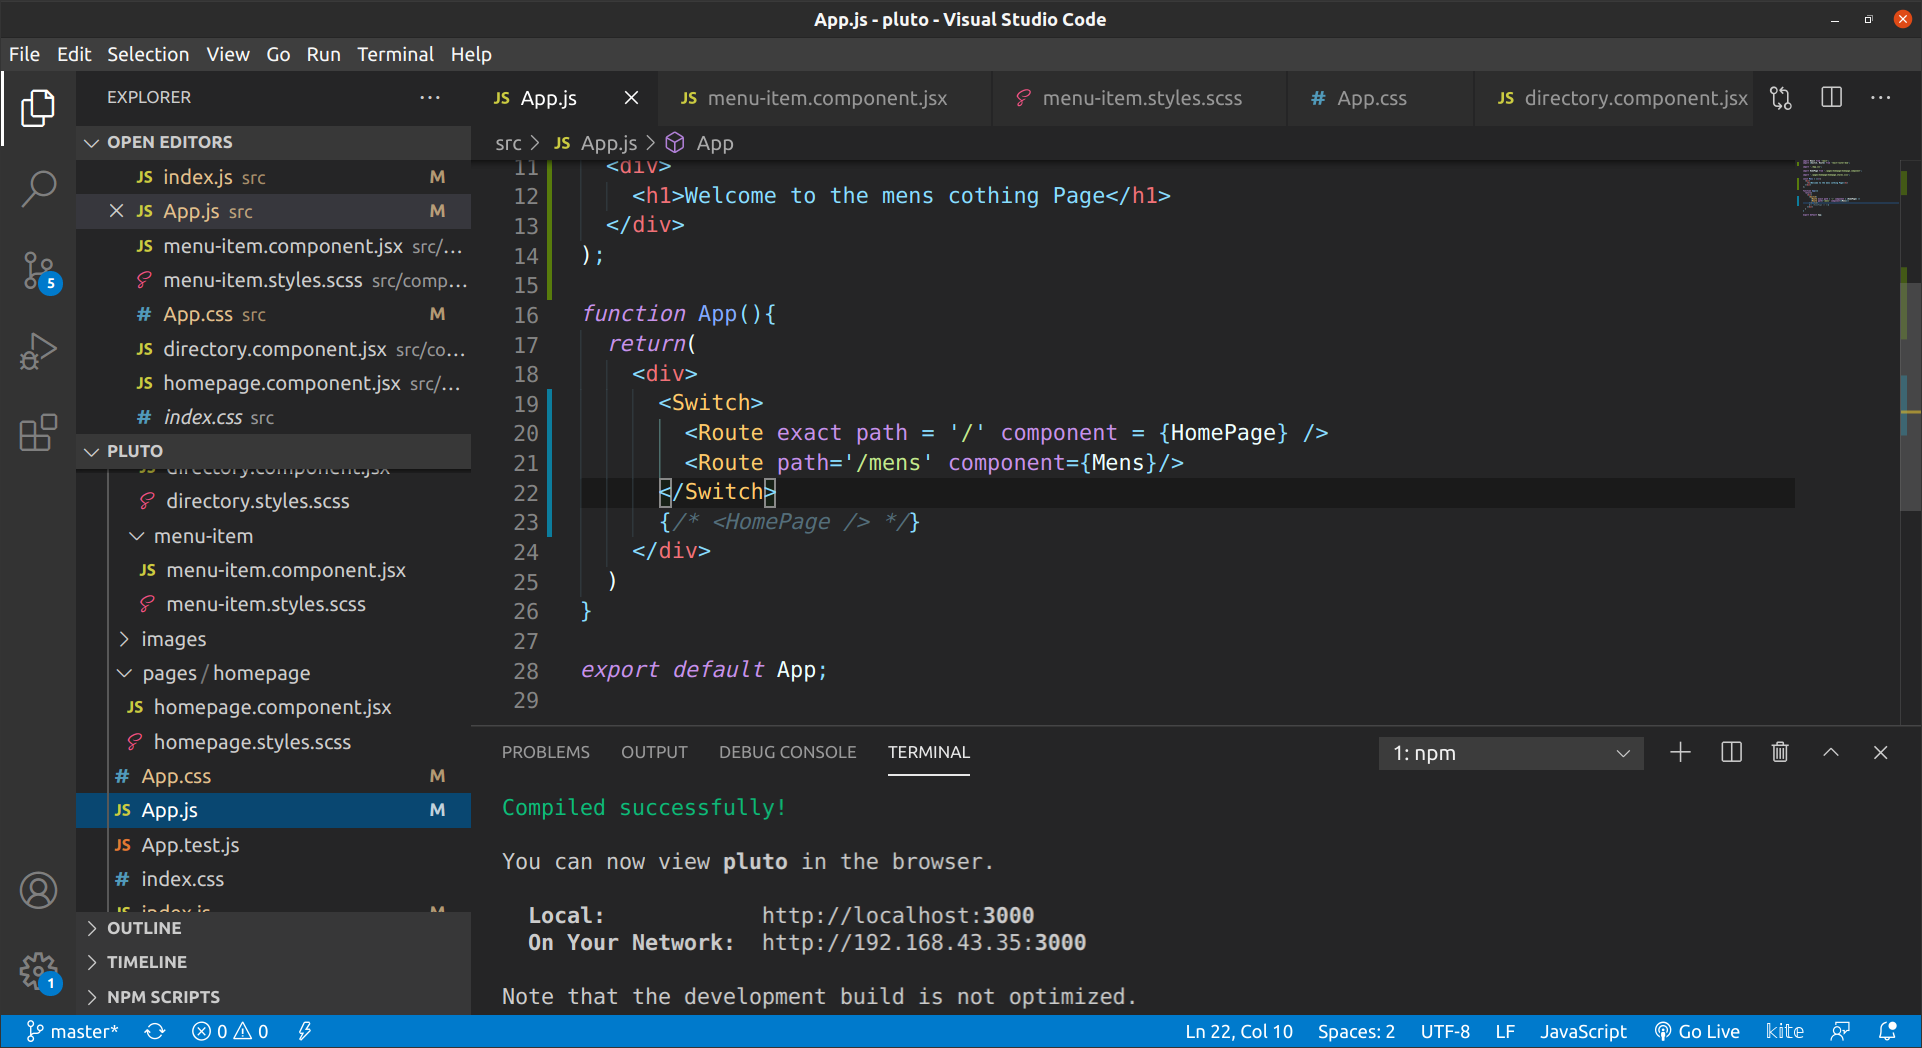 App.js - pluto - Visual Studio Code
File Edit Selection View Go Run Terminal Help
EXPLORER
OPEN EDITORS
JS index.js src M
JS App.js src M
JS menu-item.component.jsx src/...
menu-item.styles.scss src/comp...
# App.css src M
JS directory.component.jsx src/co...
JS homepage.component.jsx src/...
# index.css src
PLUTO
JS directory.component.jsx
directory.styles.scss
menu-item
JS menu-item.component.jsx
menu-item.styles.scss
images
pages / homepage
JS homepage.component.jsx
homepage.styles.scss
# App.css M
JS App.js M
JS App.test.js
# index.css
JS index.js M
OUTLINE
TIMELINE
NPM SCRIPTS
5
1
JS App.js JS menu-item.component.jsx menu-item.styles.scss # App.css JS directory.component.jsx
src > JS App.js > App
11 <div>
12 <h1>Welcome to the mens cothing Page</h1>
13 </div>
14 );
15
16 function App(){
17 return(
18 <div>
19 <Switch>
20 <Route exact path = '/' component = {HomePage} />
21 <Route path='/mens' component={Mens}/>
22 </Switch>
23 {/* <HomePage /> */}
24 </div>
25 )
26 }
27
28 export default App;
29
PROBLEMS OUTPUT DEBUG CONSOLE TERMINAL 1: npm
Compiled successfully!
You can now view pluto in the browser.
Local: http://localhost:3000
On Your Network: http://192.168.43.35:3000
Note that the development build is not optimized.
master* 0 0 Ln 22, Col 10 Spaces: 2 UTF-8 LF JavaScript Go Live kite